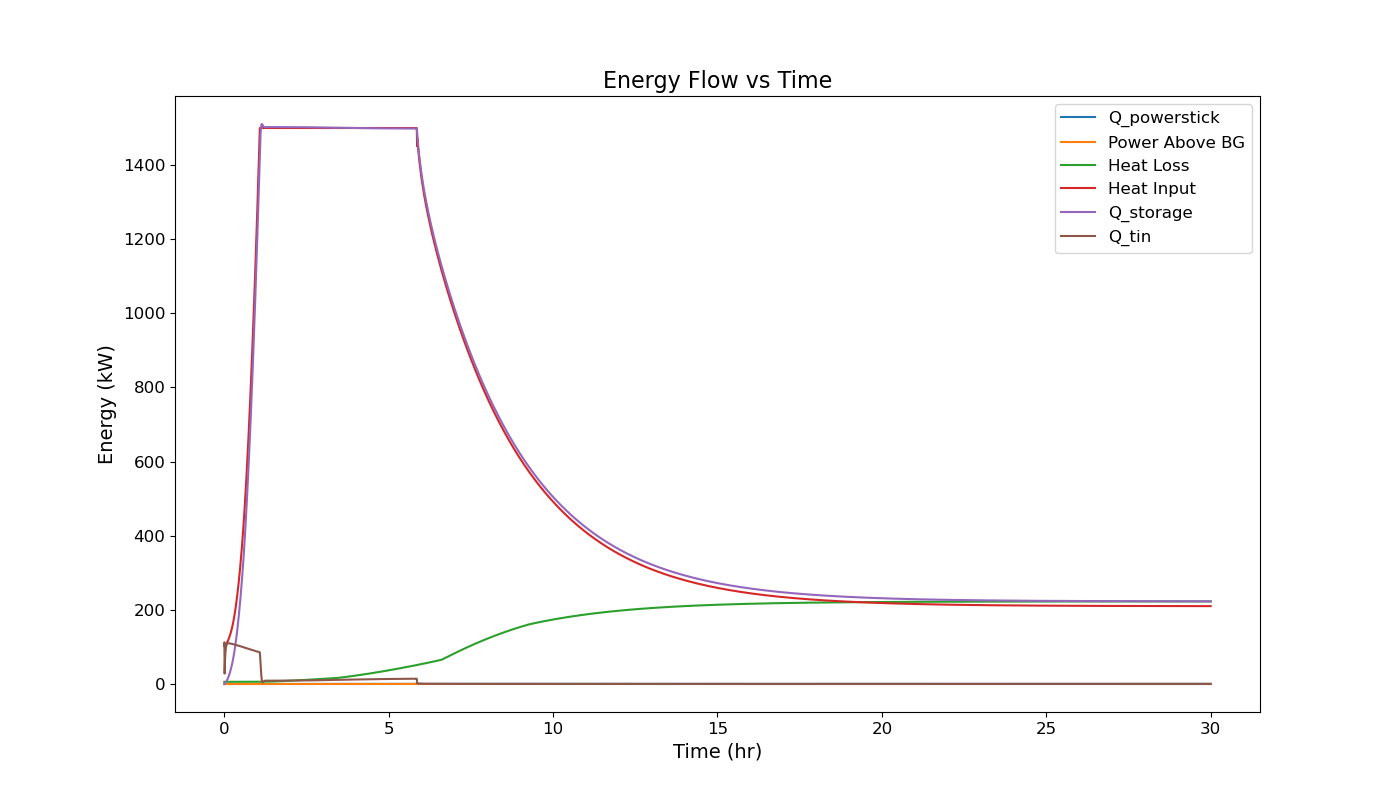 Energy Flow vs Time
Q_powerstick
Power Above BG
Heat Loss
Heat Input
Q_storage
Q_tin
Energy (kW)
1400
1200
1000
800
600
400
200
0
0 5 10 15 20 25 30
Time (hr)